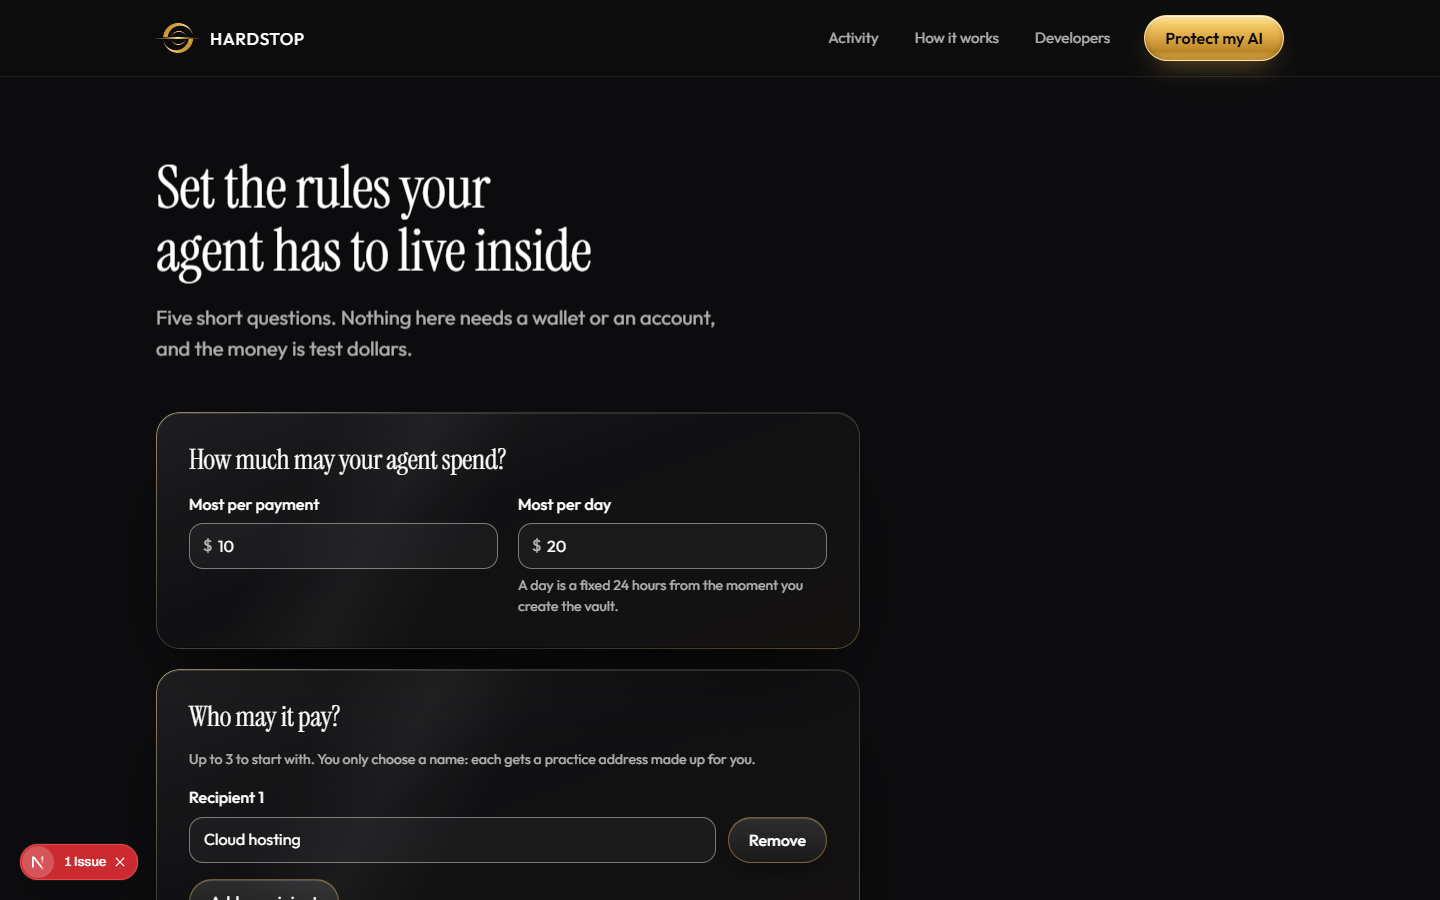 HARDSTOP
Activity
How it works
Developers
Protect my AI
Set the rules your
agent has to live inside
Five short questions. Nothing here needs a wallet or an account,
and the money is test dollars.
How much may your agent spend?
Most per payment
Most per day
$ 10
$ 20
A day is a fixed 24 hours from the moment you
create the vault.
Who may it pay?
Up to 3 to start with. You only choose a name: each gets a practice address made up for you.
Recipient 1
Cloud hosting
Remove
N 1 Issue